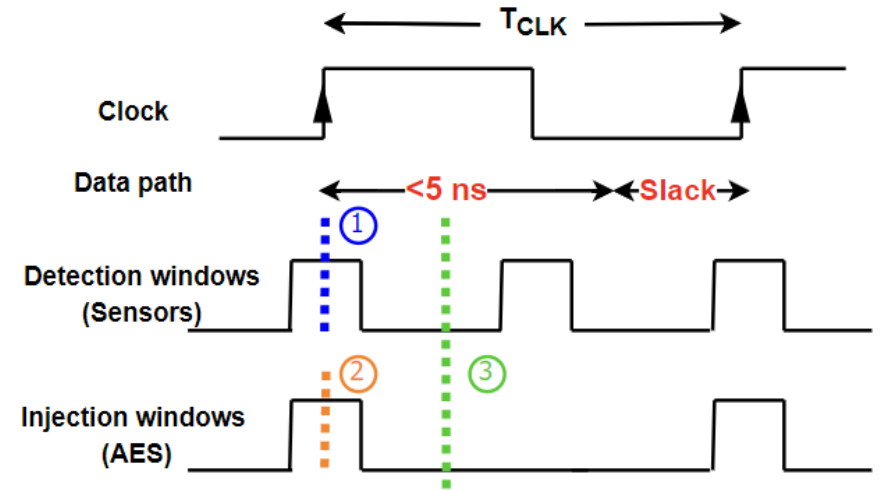 TCLK
Clock
Data path
<5 ns
Slack
1
Detection windows
(Sensors)
2
3
Injection windows
(AES)